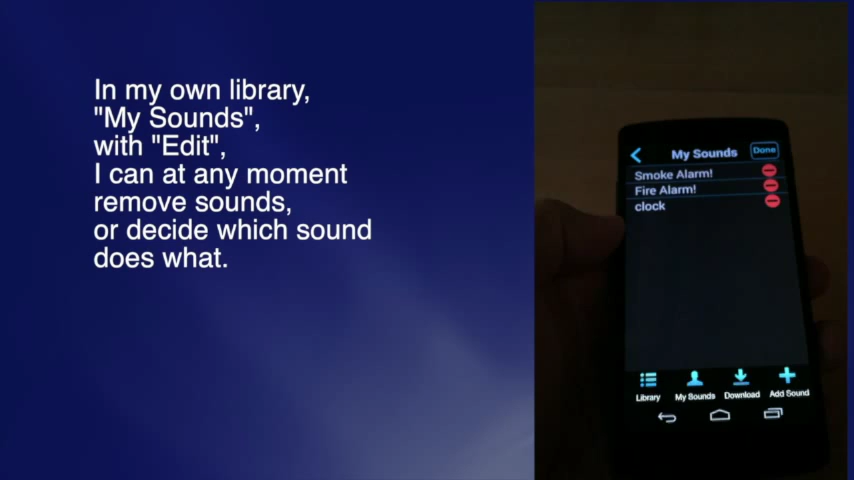 In my own library,
"My Sounds",
with "Edit",
I can at any moment
remove sounds,
or decide which sound
does what.
My Sounds Done
Smoke Alarm!
Fire Alarm!
clock
Library My Sounds Download Add Sound